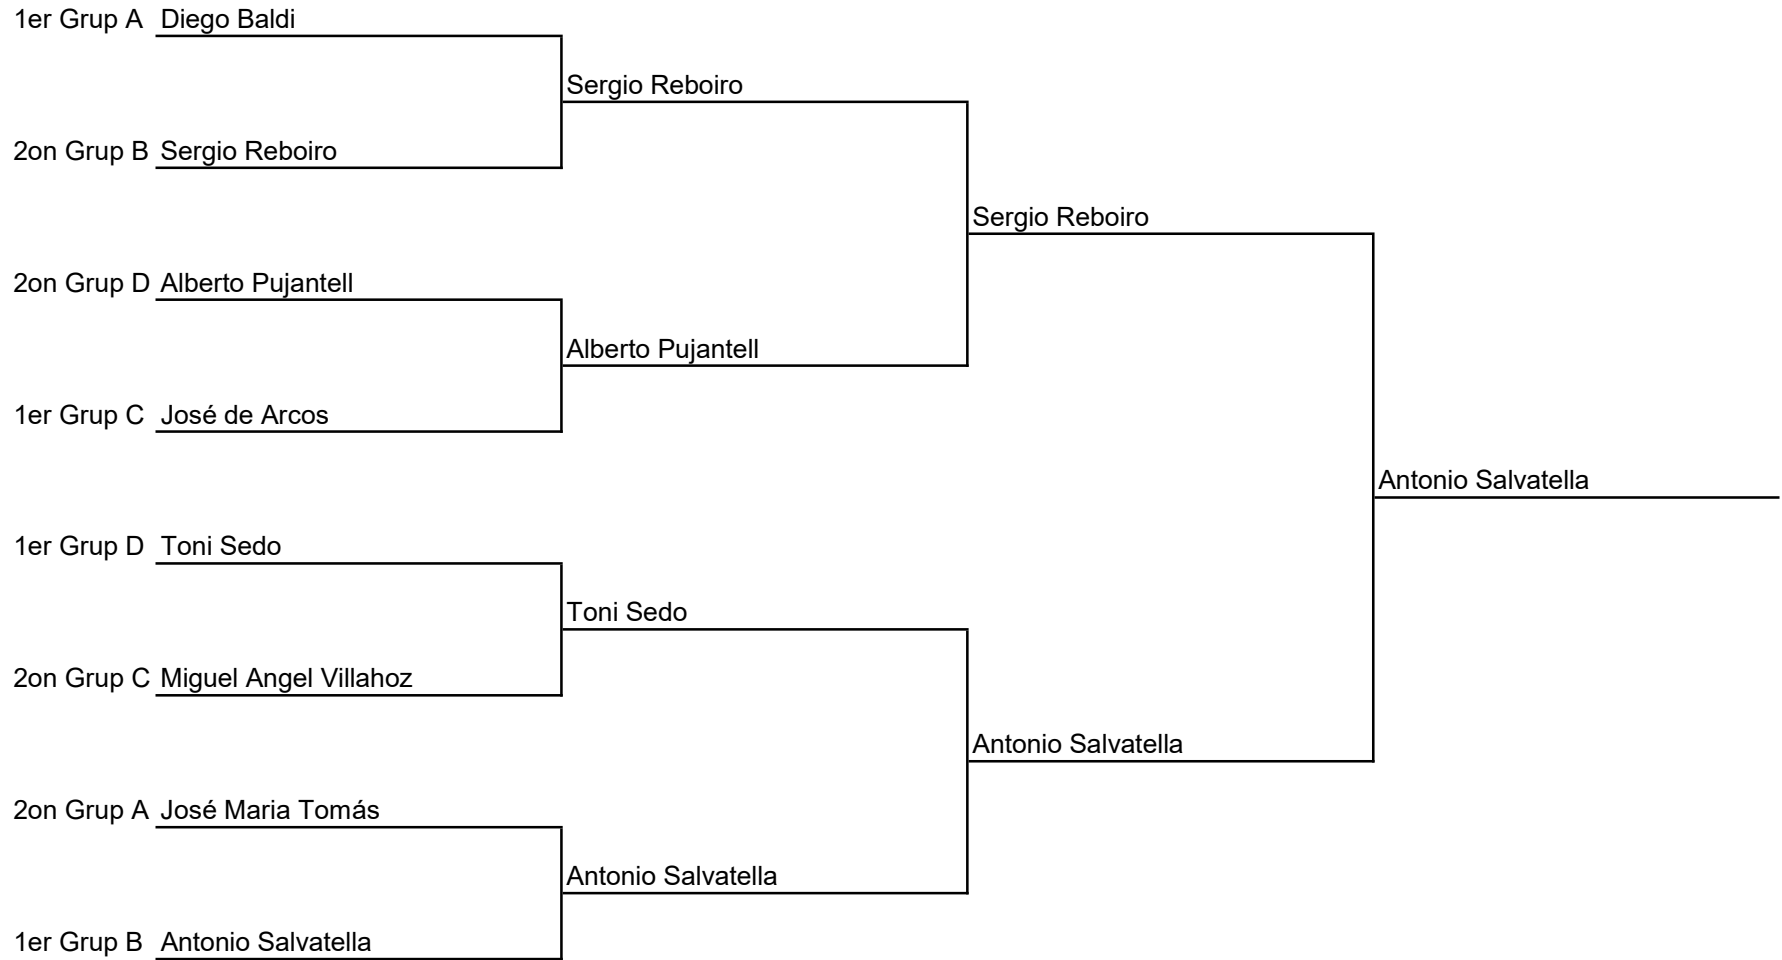 1er Grup A Diego Baldi
Sergio Reboiro
2on Grup B Sergio Reboiro
Sergio Reboiro
2on Grup D Alberto Pujantell
Alberto Pujantell
1er Grup C José de Arcos
Antonio Salvatella
1er Grup D Toni Sedo
Toni Sedo
2on Grup C Miguel Angel Villahoz
Antonio Salvatella
2on Grup A José Maria Tomás
Antonio Salvatella
1er Grup B Antonio Salvatella